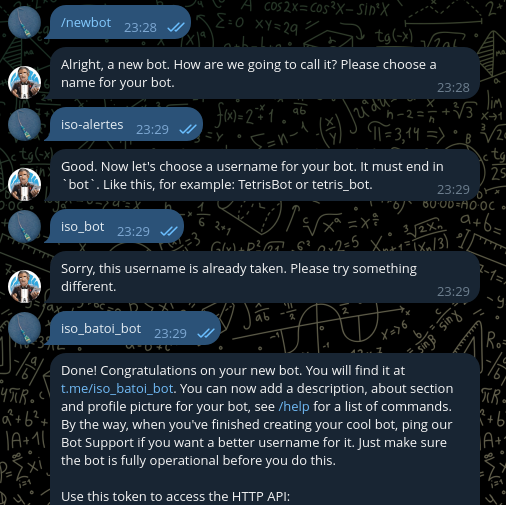 /newbot 23:28
Alright, a new bot. How are we going to call it? Please choose a
name for your bot.
23:28
iso-alertes 23:29
Good. Now let's choose a username for your bot. It must end in
`bot`. Like this, for example: TetrisBot or tetris_bot.
23:29
iso_bot 23:29
Sorry, this username is already taken. Please try something
different.
23:29
iso_batoi_bot 23:29
Done! Congratulations on your new bot. You will find it at
t.me/iso_batoi_bot. You can now add a description, about section
and profile picture for your bot, see /help for a list of commands.
By the way, when you've finished creating your cool bot, ping our
Bot Support if you want a better username for it. Just make sure
the bot is fully operational before you do this.
Use this token to access the HTTP API: